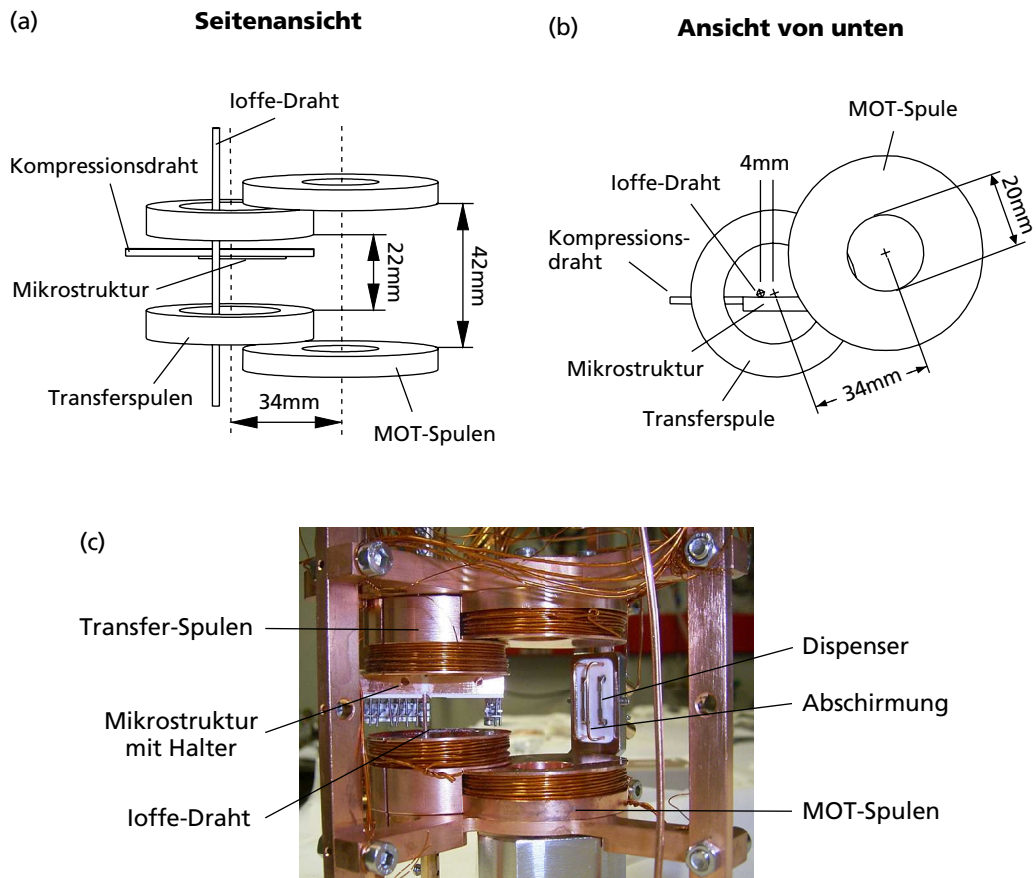 (a)
Seitenansicht
Ioffe-Draht
Kompressionsdraht
Mikrostruktur
22mm
42mm
Transferspulen
34mm
MOT-Spulen
(b)
Ansicht von unten
MOT-Spule
4mm
Ioffe-Draht
20mm
Kompressions-
draht
Mikrostruktur
34mm
Transferspule
(c)
Transfer-Spulen
Dispenser
Abschirmung
Mikrostruktur
mit Halter
Ioffe-Draht
MOT-Spulen